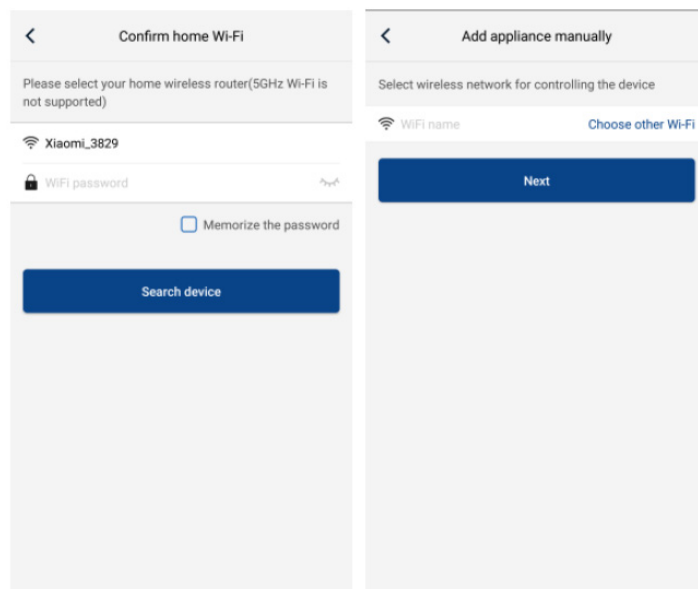 Confirm home Wi-Fi
Please select your home wireless router(5GHz Wi-Fi is
not supported)
Xiaomi_3829
WiFi password
Memorize the password
Search device
Add appliance manually
Select wireless network for controlling the device
WiFi name
Choose other Wi-Fi
Next